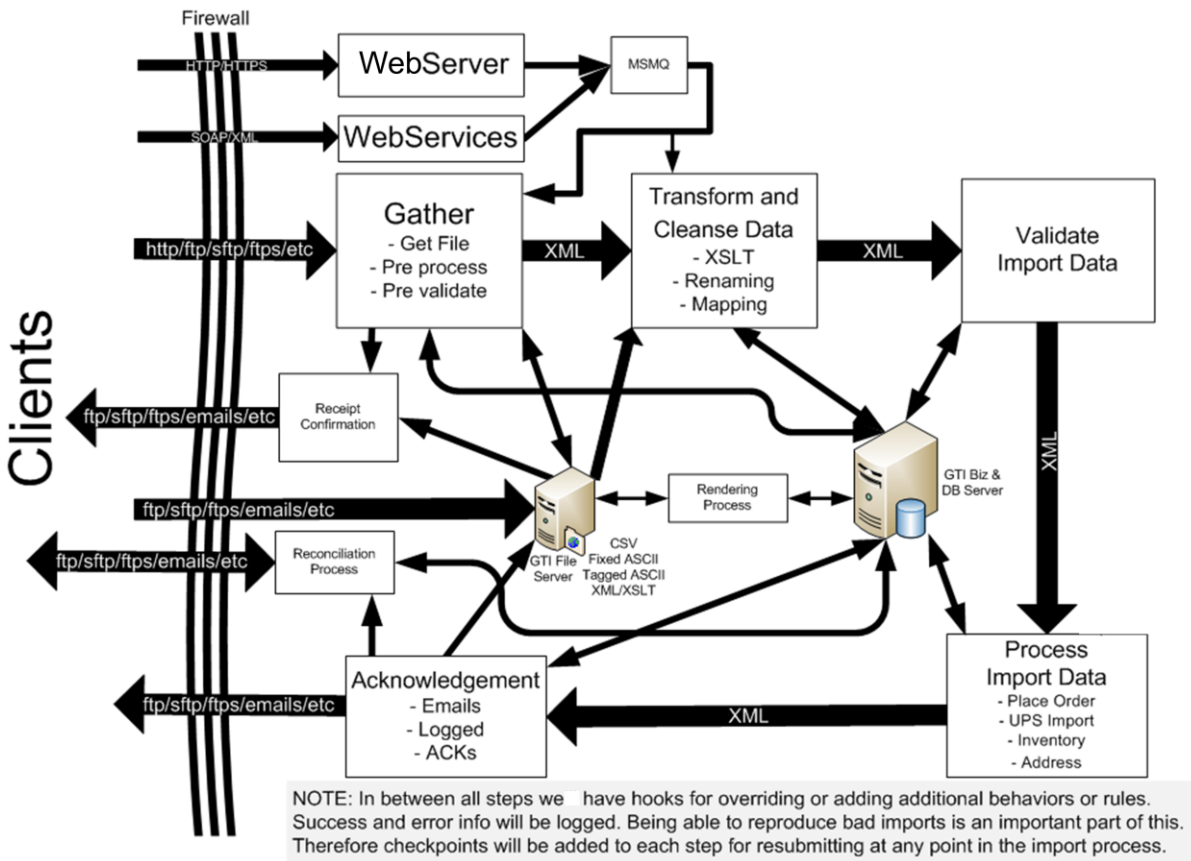 Firewall
HTTP/HTTPS
WebServer
MSMQ
SOAP/XML
WebServices
http/ftp/sftp/ftps/etc
Gather
- Get File
- Pre process
- Pre validate
XML
Transform and
Cleanse Data
- XSLT
- Renaming
- Mapping
XML
Validate
Import Data
Clients
ftp/sftp/ftps/emails/etc
Receipt
Confirmation
XML
ftp/sftp/ftps/emails/etc
Rendering
Process
GTI Biz &
DB Server
ftp/sftp/ftps/emails/etc
Reconciliation
Process
GTI File
Server
CSV
Fixed ASCII
Tagged ASCII
XML/XSLT
ftp/sftp/ftps/emails/etc
Acknowledgement
- Emails
- Logged
- ACKs
XML
Process
Import Data
- Place Order
- UPS Import
- Inventory
- Address
NOTE: In between all steps we have hooks for overriding or adding additional behaviors or rules.
Success and error info will be logged. Being able to reproduce bad imports is an important part of this.
Therefore checkpoints will be added to each step for resubmitting at any point in the import process.